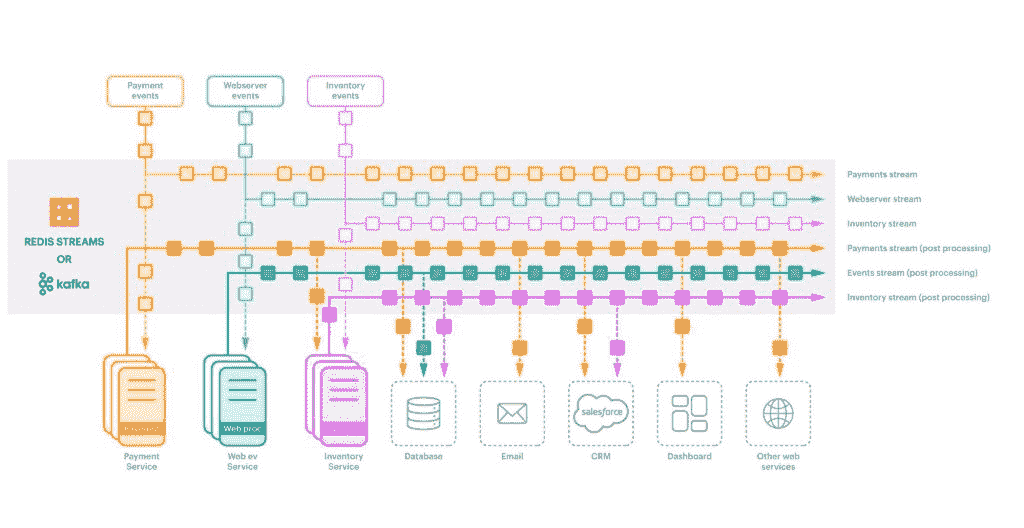 Payment
events
Webserver
events
Inventory
events
Payments stream
Webserver stream
Inventory stream
REDIS STREAMS
OR
kafka
Payments stream (post processing)
Events stream (post processing)
Inventory stream (post processing)
Web proc
salesforce
Payment
Service
Web ev
Service
Inventory
Service
Database
Email
CRM
Dashboard
Other web
services